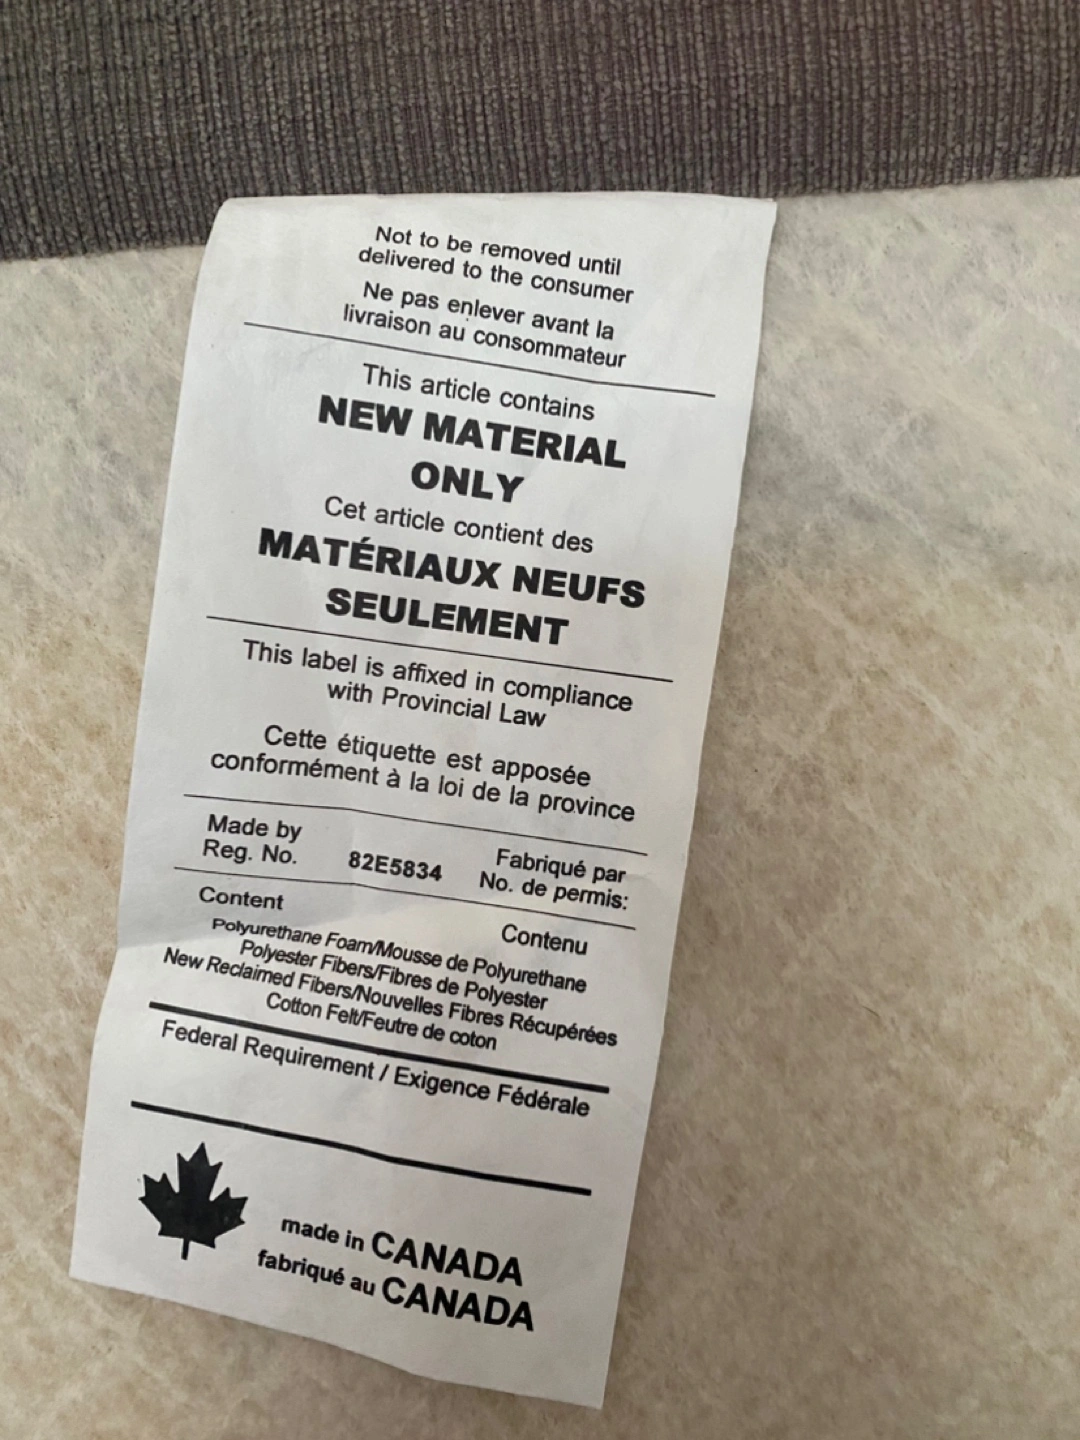 Not to be removed until
delivered to the consumer
Ne pas enlever avant la
livraison au consommateur
This article contains
NEW MATERIAL
ONLY
Cet article contient des
MATÉRIAUX NEUFS
SEULEMENT
This label is affixed in compliance
with Provincial Law
Cette étiquette est apposée
conformément à la loi de la province
Made by Fabriqué par
Reg. No. 82E5834 No. de permis:
Content Contenu
Polyurethane Foam/Mousse de Polyurethane
Polyester Fibers/Fibres de Polyester
New Reclaimed Fibers/Nouvelles Fibres Récupérées
Cotton Felt/Feutre de coton
Federal Requirement / Exigence Fédérale
made in CANADA
fabriqué au CANADA